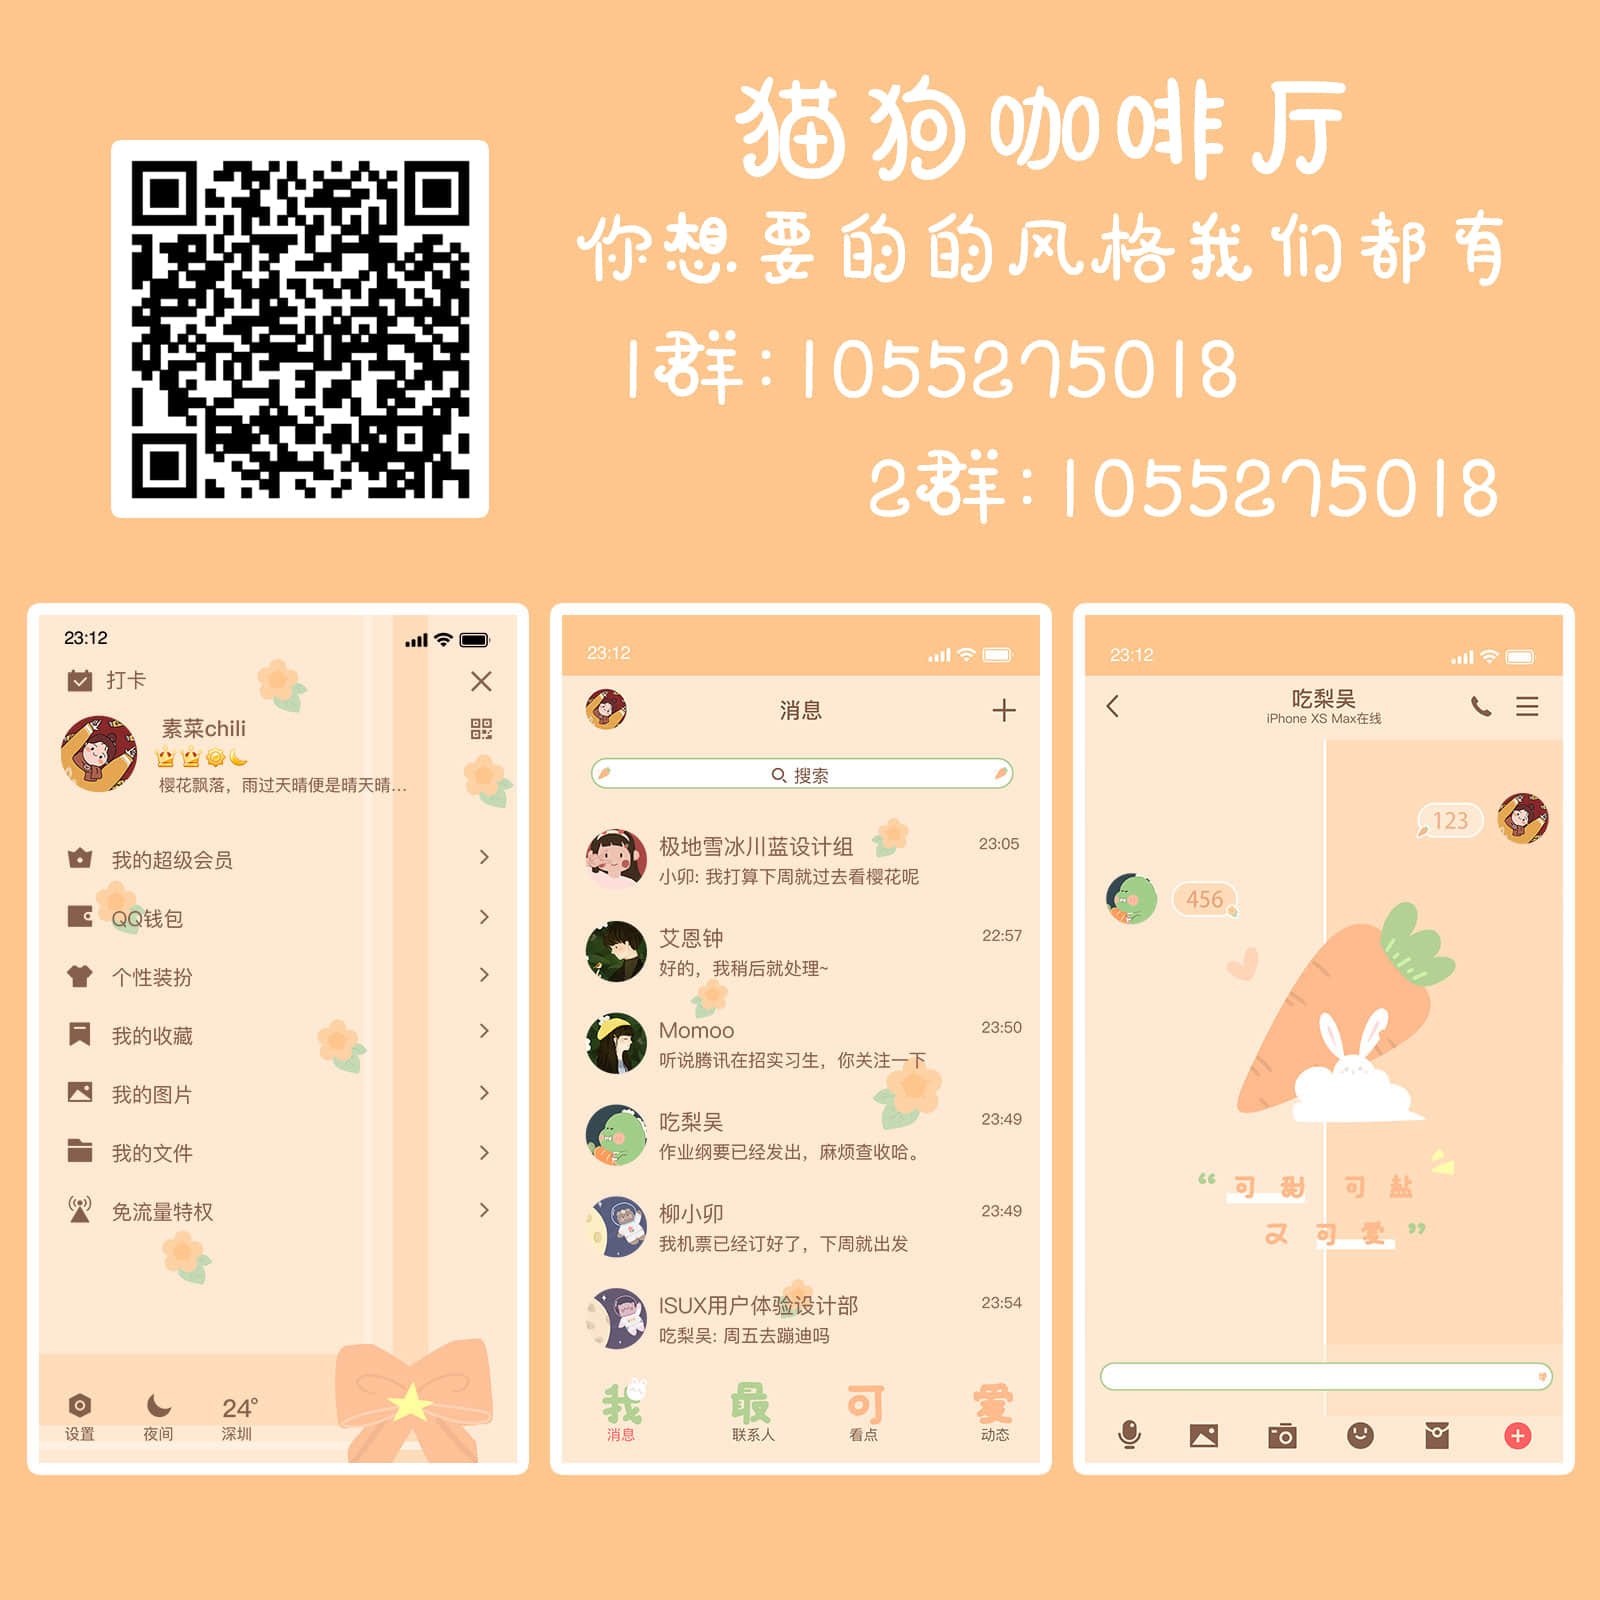 猫狗咖啡厅
你想要的的风格我们都有
1群:1055275018
2群:1055275018
23:12
打卡
素菜chili
樱花飘落，雨过天晴便是晴天晴...
我的超级会员
QQ钱包
个性装扮
我的收藏
我的图片
我的文件
免流量特权
24°
设置 夜间 深圳
23:12
消息
搜索
极地雪冰川蓝设计组 23:05
小卯: 我打算下周就过去看樱花呢
艾恩钟 22:57
好的，我稍后就处理~
Momoo 23:50
听说腾讯在招实习生，你关注一下
吃梨吴 23:49
作业纲要已经发出，麻烦查收哈。
柳小卯 23:49
我机票已经订好了，下周就出发
ISUX用户体验设计部 23:54
吃梨吴: 周五去蹦迪吗
我 最 可 爱
消息 联系人 看点 动态
23:12
吃梨吴
iPhone XS Max在线
123
456
“可甜 可盐
又可爱”